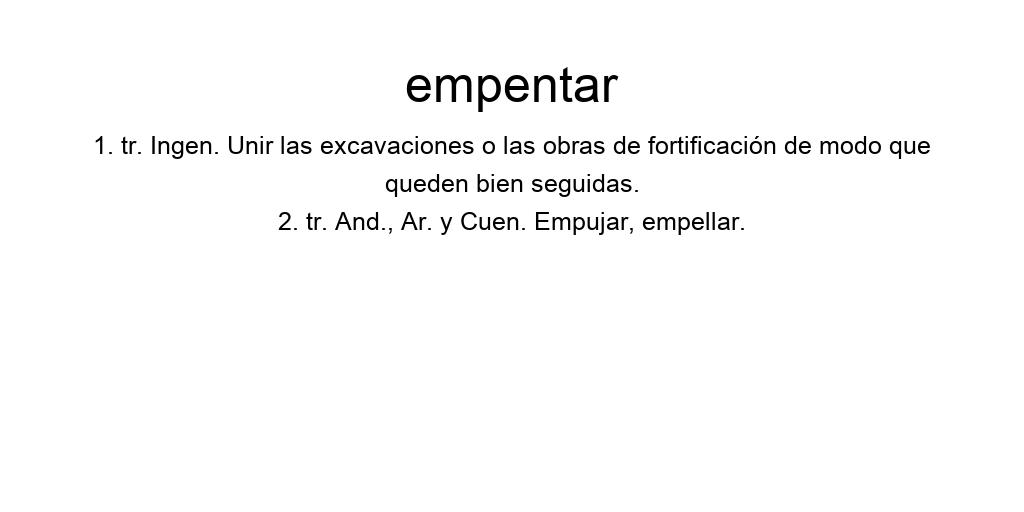 empentar
1. tr. Ingen. Unir las excavaciones o las obras de fortificación de modo que
queden bien seguidas.
2. tr. And., Ar. y Cuen. Empujar, empellar.